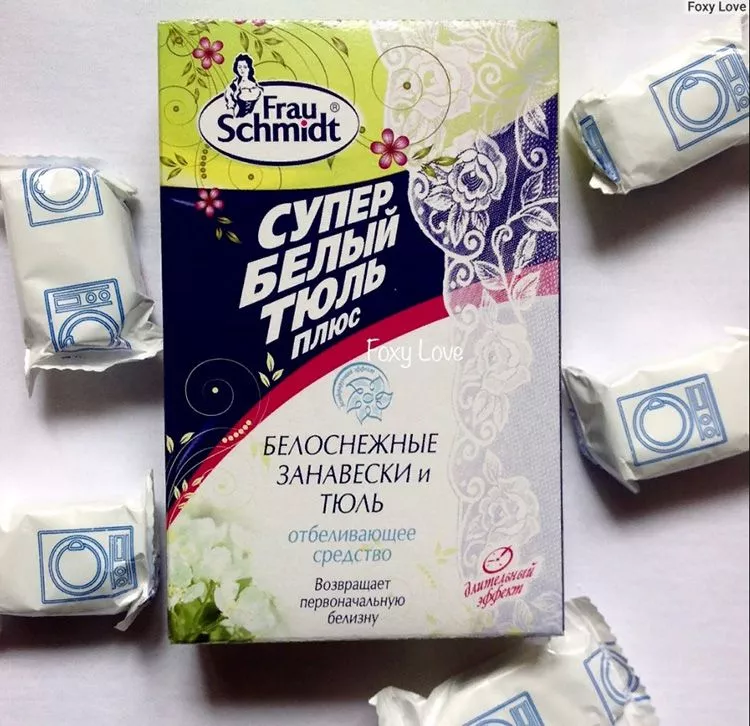 Foxy Love
Frau ®
Schmidt
СУПЕР
БЕЛЫЙ
ТЮЛЬ
ПЛЮС
Foxy Love
БЕЛОСНЕЖНЫЕ
ЗАНАВЕСКИ и
ТЮЛЬ
отбеливающее
средство
Возвращает
первоначальную
белизну
длительный
эффект